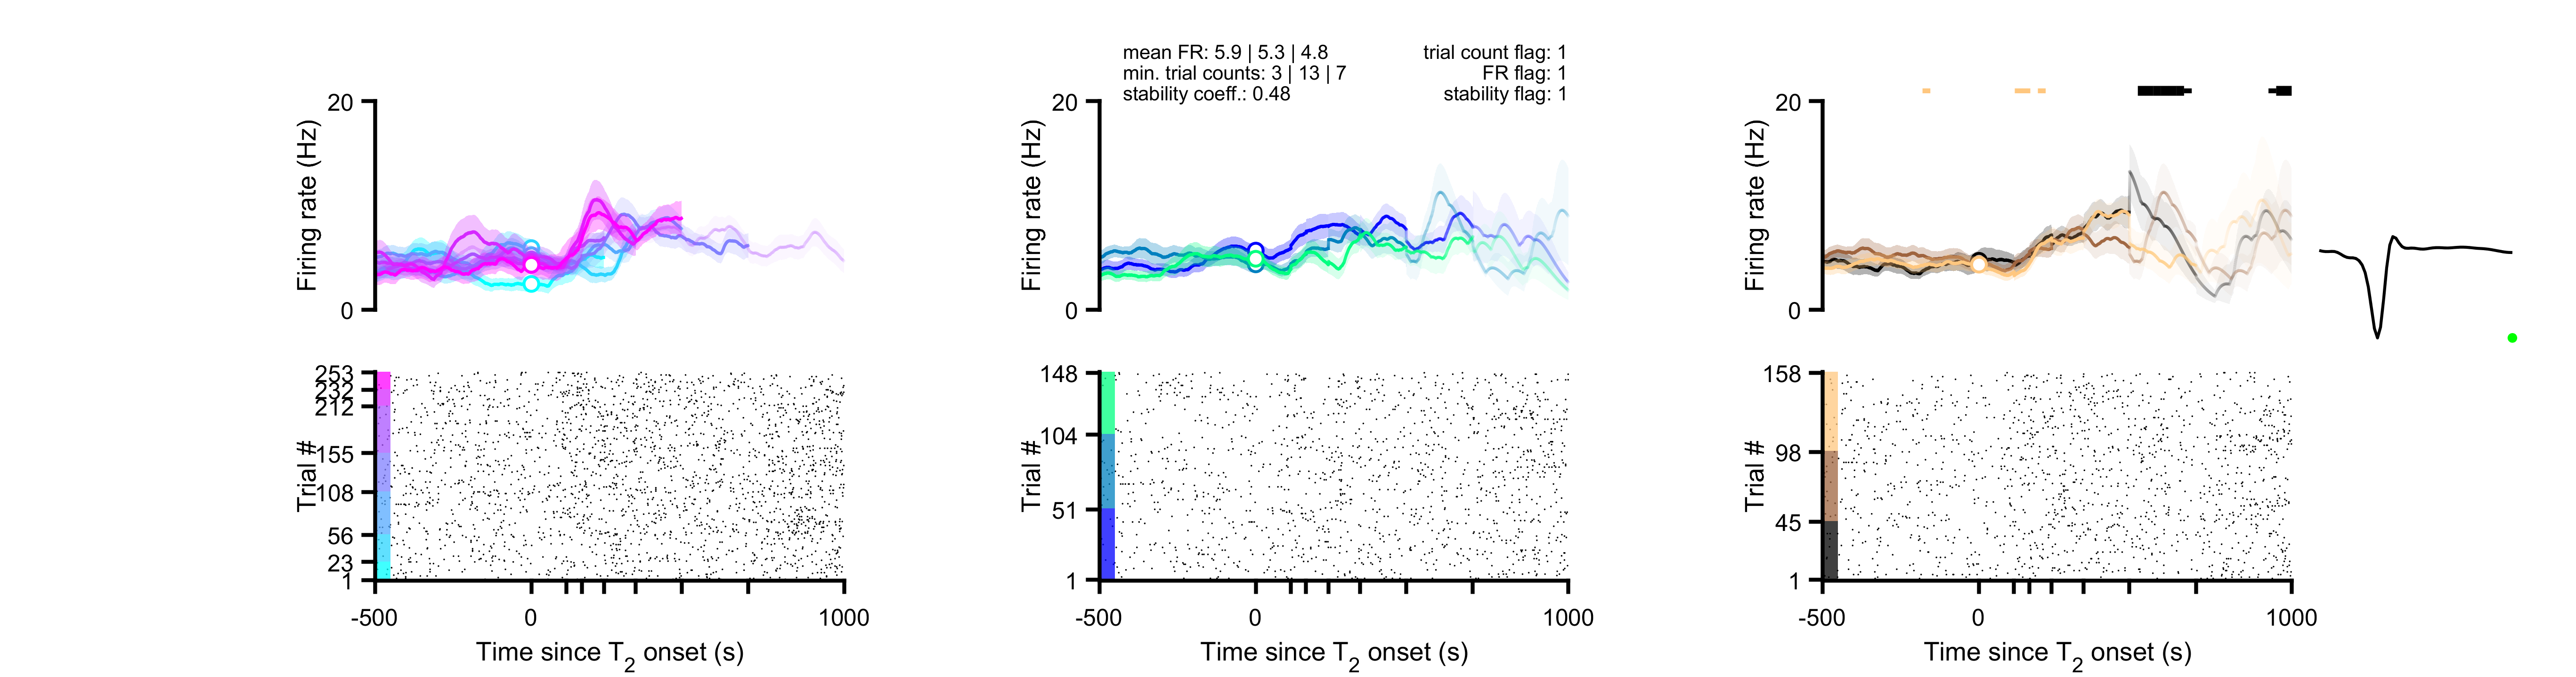 mean FR: 5.9 | 5.3 | 4.8
min. trial counts: 3 | 13 | 7
stability coeff.: 0.48
trial count flag: 1
FR flag: 1
stability flag: 1
20
Firing rate (Hz)
0
253
232
212
155
108
56
23
1
Trial #
-500
0
1000
Time since T2 onset (s)
20
Firing rate (Hz)
0
148
104
51
1
Trial #
-500
0
1000
Time since T2 onset (s)
20
Firing rate (Hz)
0
158
98
45
1
Trial #
-500
0
1000
Time since T2 onset (s)